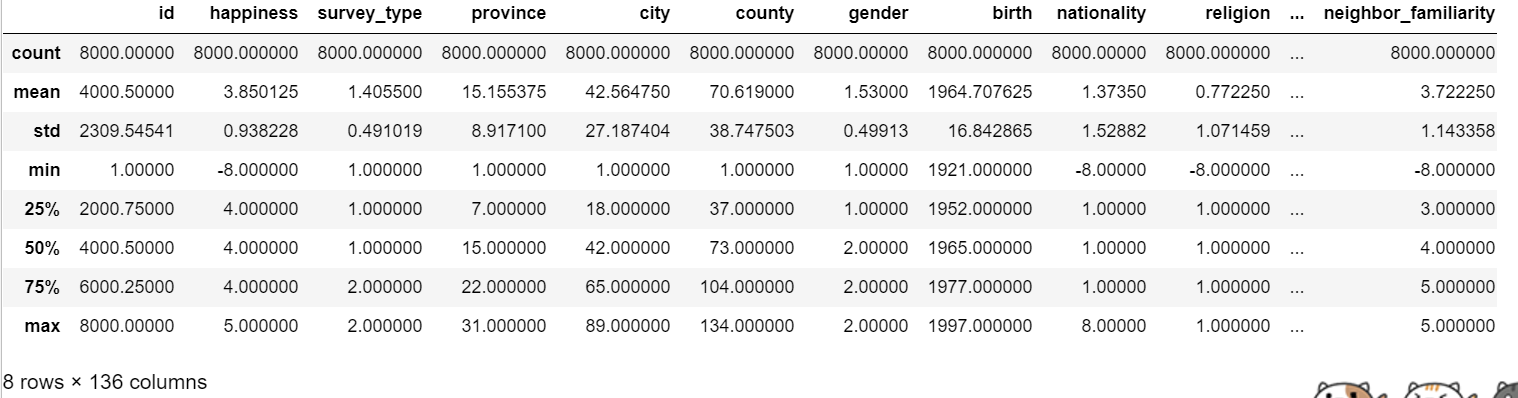 id happiness survey_type province city county gender birth nationality religion ... neighbor_familiarity
count 8000.00000 8000.000000 8000.000000 8000.000000 8000.000000 8000.000000 8000.00000 8000.000000 8000.00000 8000.000000 ... 8000.000000
mean 4000.50000 3.850125 1.405500 15.155375 42.564750 70.619000 1.53000 1964.707625 1.37350 0.772250 ... 3.722250
std 2309.54541 0.938228 0.491019 8.917100 27.187404 38.747503 0.49913 16.842865 1.52882 1.071459 ... 1.143358
min 1.00000 -8.000000 1.000000 1.000000 1.000000 1.000000 1.00000 1921.000000 -8.00000 -8.000000 ... -8.000000
25% 2000.75000 4.000000 1.000000 7.000000 18.000000 37.000000 1.00000 1952.000000 1.00000 1.000000 ... 3.000000
50% 4000.50000 4.000000 1.000000 15.000000 42.000000 73.000000 2.00000 1965.000000 1.00000 1.000000 ... 4.000000
75% 6000.25000 4.000000 2.000000 22.000000 65.000000 104.000000 2.00000 1977.000000 1.00000 1.000000 ... 5.000000
max 8000.00000 5.000000 2.000000 31.000000 89.000000 134.000000 2.00000 1997.000000 8.00000 1.000000 ... 5.000000
8 rows × 136 columns